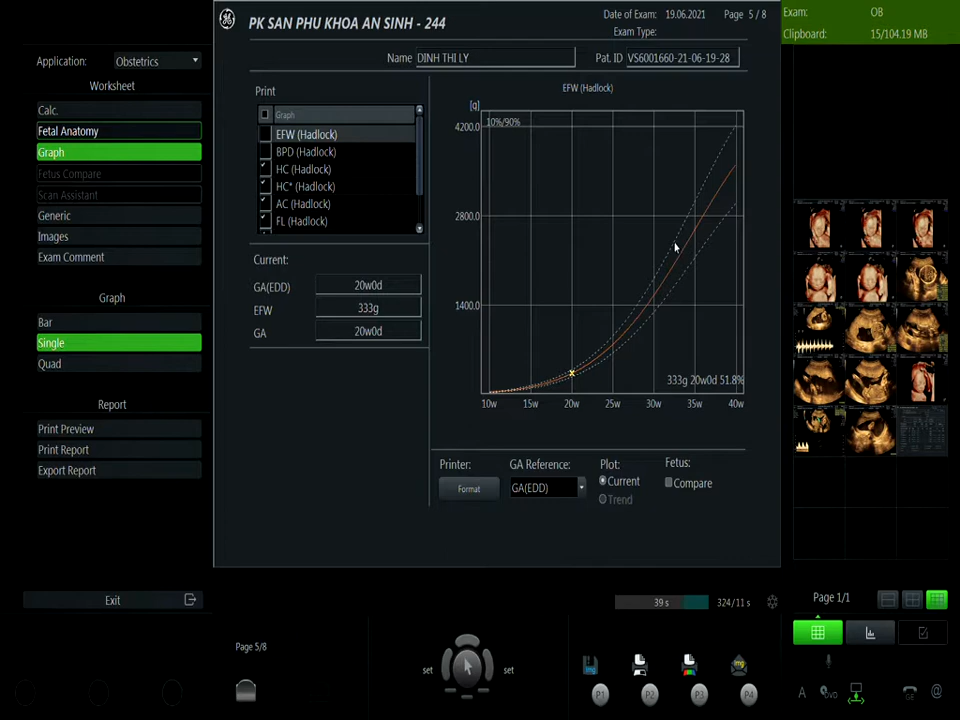 PK SAN PHU KHOA AN SINH - 244
Date of Exam: 19.06.2021 Page 5 / 8
Exam Type:
Name DINH THI LY Pat. ID VS6001660-21-06-19-28
Exam: OB
Clipboard: 15/104.19 MB
Application: Obstetrics
Worksheet
Calc.
Fetal Anatomy
Graph
Fetus Compare
Scan Assistant
Generic
Images
Exam Comment
Graph
Bar
Single
Quad
Report
Print Preview
Print Report
Export Report
Exit
Print
Graph
EFW (Hadlock)
BPD (Hadlock)
HC (Hadlock)
HC* (Hadlock)
AC (Hadlock)
FL (Hadlock)
Current:
GA(EDD) 20w0d
EFW 333g
GA 20w0d
EFW (Hadlock)
[g]
10%/90%
4200.0
2800.0
1400.0
333g 20w0d 51.8%
10w 15w 20w 25w 30w 35w 40w
Printer: GA Reference: Plot: Fetus:
Format GA(EDD) Current Compare
Trend
39 s 324/11 s
Page 1/1
Page 5/8
set set
P1 P2 P3 P4
A DVD @